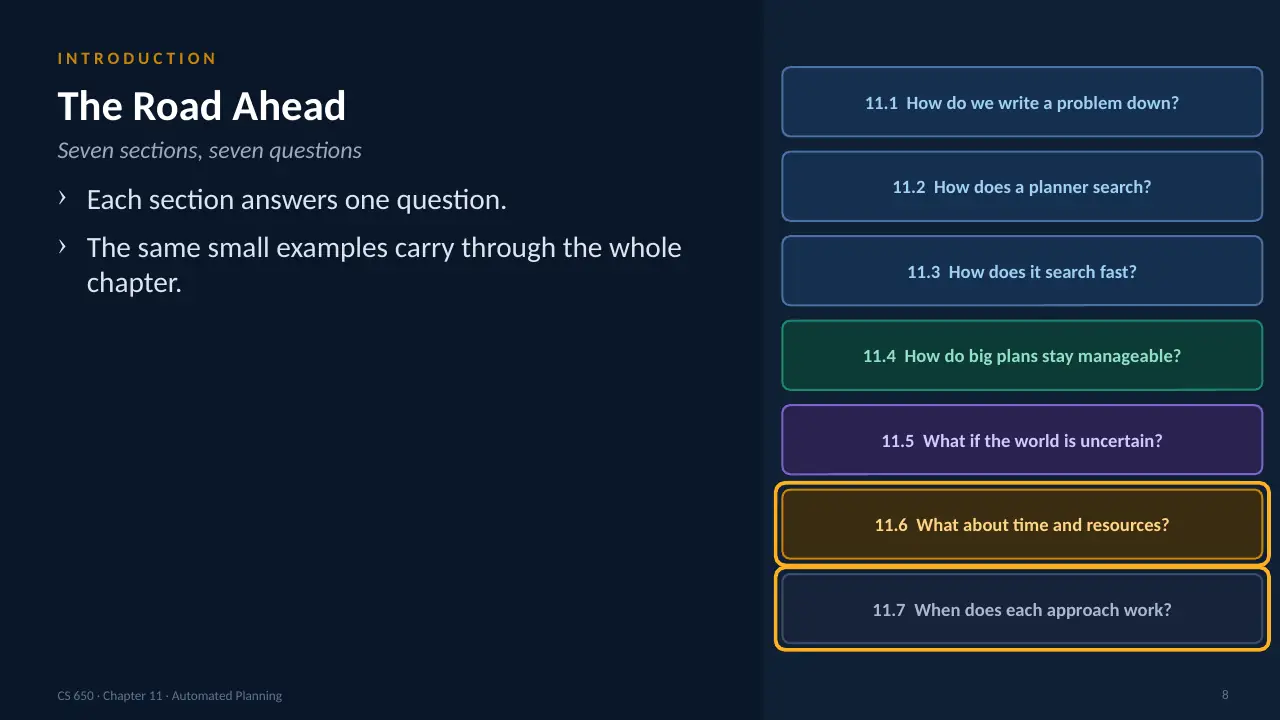 INTRODUCTION
The Road Ahead
Seven sections, seven questions
› Each section answers one question.
› The same small examples carry through the whole
chapter.
11.1 How do we write a problem down?
11.2 How does a planner search?
11.3 How does it search fast?
11.4 How do big plans stay manageable?
11.5 What if the world is uncertain?
11.6 What about time and resources?
11.7 When does each approach work?
CS 650 · Chapter 11 · Automated Planning
8